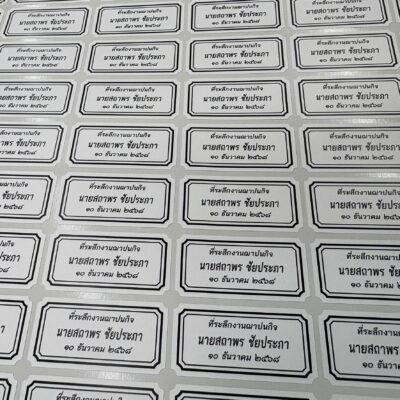 ที่ระลึกงานฌาปนกิจ
นายสถาพร ชัยประภา
๑๐ ธันวาคม ๒๕๖๘